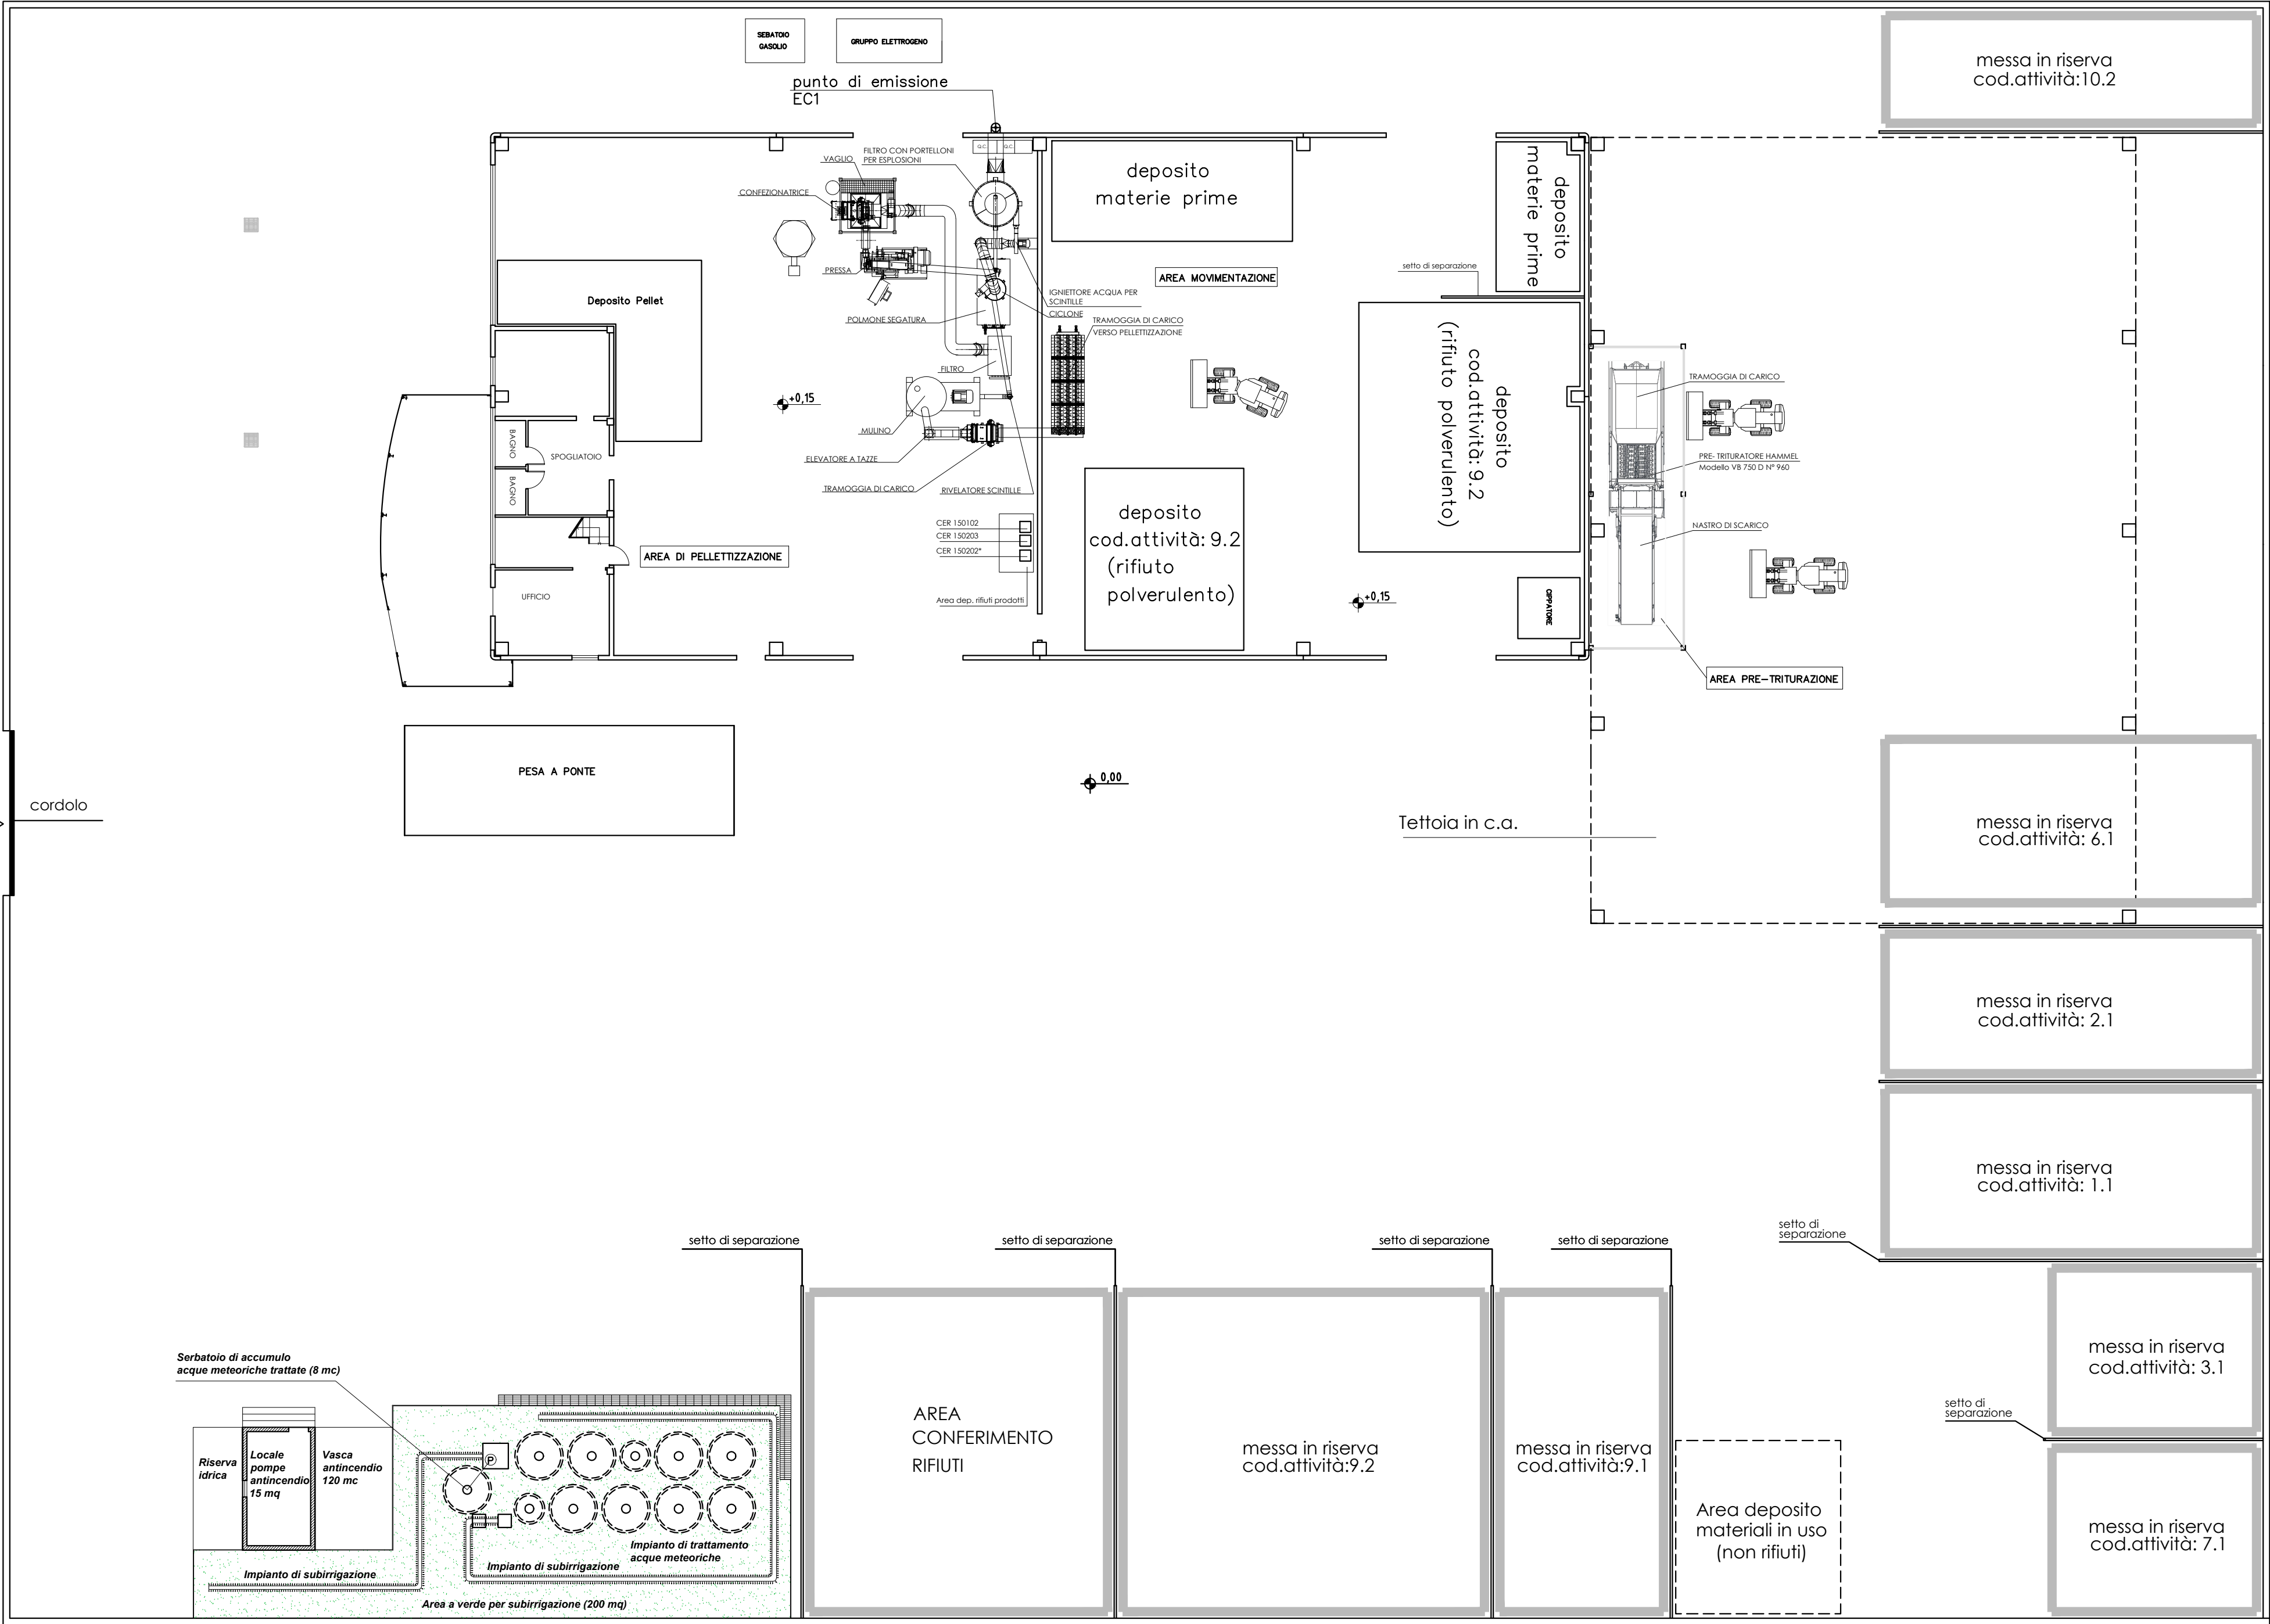 SEBATOIO
GASOLIO
GRUPPO ELETTROGENO
punto di emissione
EC1
messa in riserva
cod.attività:10.2
Q.C.
Q.C.
FILTRO CON PORTELLONI
PER ESPLOSIONI
VAGLIO
CONFEZIONATRICE
PRESSA
POLMONE SEGATURA
IGNIETTORE ACQUA PER
SCINTILLE
CICLONE
TRAMOGGIA DI CARICO
VERSO PELLETTIZZAZIONE
FILTRO
MULINO
ELEVATORE A TAZZE
TRAMOGGIA DI CARICO
RIVELATORE SCINTILLE
CER 150102
CER 150203
CER 150202*
Area dep. rifiuti prodotti
Deposito Pellet
+0,15
BAGNO
BAGNO
SPOGLIATOIO
UFFICIO
AREA DI PELLETTIZZAZIONE
deposito
materie prime
AREA MOVIMENTAZIONE
deposito
materie prime
setto di separazione
deposito
cod.attività: 9.2
(rifiuto polverulento)
deposito
cod.attività: 9.2
(rifiuto
polverulento)
+0,15
CIPPATORE
TRAMOGGIA DI CARICO
PRE- TRITURATORE HAMMEL
Modello VB 750 D N° 960
NASTRO DI SCARICO
AREA PRE-TRITURAZIONE
PESA A PONTE
0,00
cordolo
Tettoia in c.a.
messa in riserva
cod.attività: 6.1
messa in riserva
cod.attività: 2.1
messa in riserva
cod.attività: 1.1
setto di
separazione
setto di separazione
setto di separazione
setto di separazione
setto di separazione
messa in riserva
cod.attività: 3.1
setto di
separazione
messa in riserva
cod.attività: 7.1
AREA
CONFERIMENTO
RIFIUTI
messa in riserva
cod.attività:9.2
messa in riserva
cod.attività:9.1
Area deposito
materiali in uso
(non rifiuti)
Serbatoio di accumulo
acque meteoriche trattate (8 mc)
Riserva
idrica
Locale
pompe
antincendio
15 mq
Vasca
antincendio
120 mc
P
Impianto di trattamento
acque meteoriche
Impianto di subirrigazione
Impianto di subirrigazione
Area a verde per subirrigazione (200 mq)